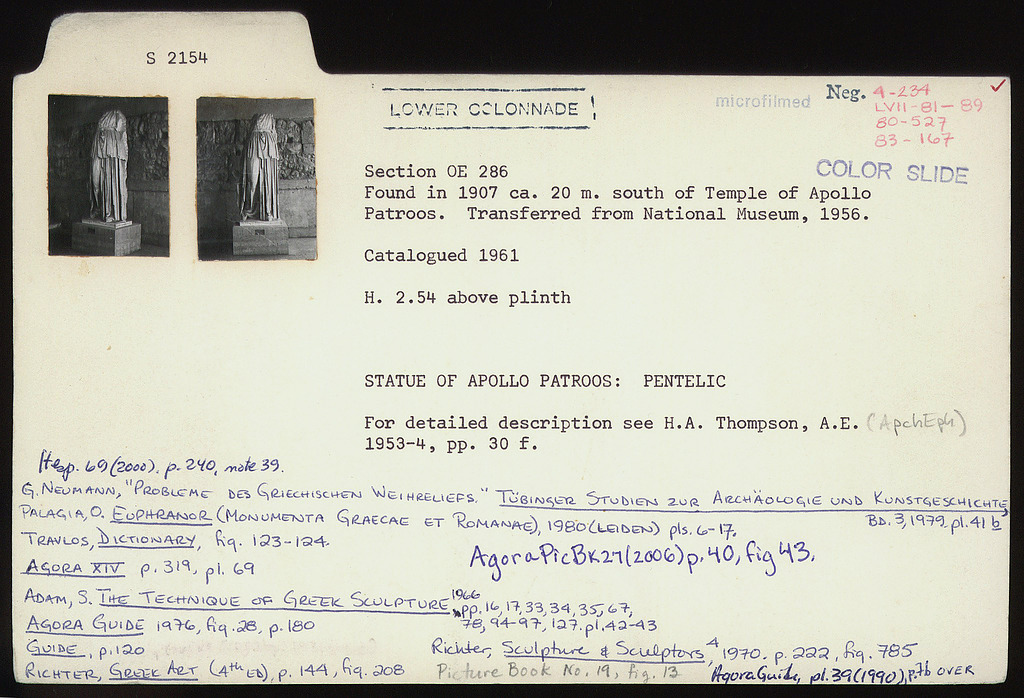 S 2154
LOWER COLONNADE !
microfilmed
Neg. 4-234
LVII-81-89
80-527
83-167
COLOR SLIDE
Section OE 286
Found in 1907 ca. 20 m. south of Temple of Apollo
Patroos. Transferred from National Museum, 1956.
Catalogued 1961
H. 2.54 above plinth
STATUE OF APOLLO PATROOS: PENTELIC
For detailed description see H.A. Thompson, A.E. (ApchEph)
1953-4, pp. 30 f.
Hesp. 69 (2000). p. 240, note 39.
G. NEUMANN, "PROBLEME DES GRIECHISCHEN WEIHRELIEFS." TÜBINGER STUDIEN ZUR ARCHÄOLOGIE UND KUNSTGESCHICHTE,
BD. 3, 1979, pl. 41 b
PALAGIA, O. EUPHRANOR (MONUMENTA GRAECAE ET ROMANAE), 1980 (LEIDEN) pls. 6-17.
TRAVLOS, DICTIONARY, fig. 123-124.
AgoraPicBk27(2006) p. 40, fig 43.
AGORA XIV p. 319, pl. 69
ADAM, S. THE TECHNIQUE OF GREEK SCULPTURE, 1966 pp. 16, 17, 33, 34, 35, 67,
78, 94-97, 127. pl. 42-43
AGORA GUIDE 1976, fig. 28, p. 180
GUIDE, p. 120
Richter, Sculpture & Sculptors, 4 1970. p. 222, fig. 785
RICHTER, GREEK ART (4th ED), p. 144, fig. 208
Picture Book No. 19, fig. 13
Agora Guide, pl. 39 (1990), p. 76 OVER